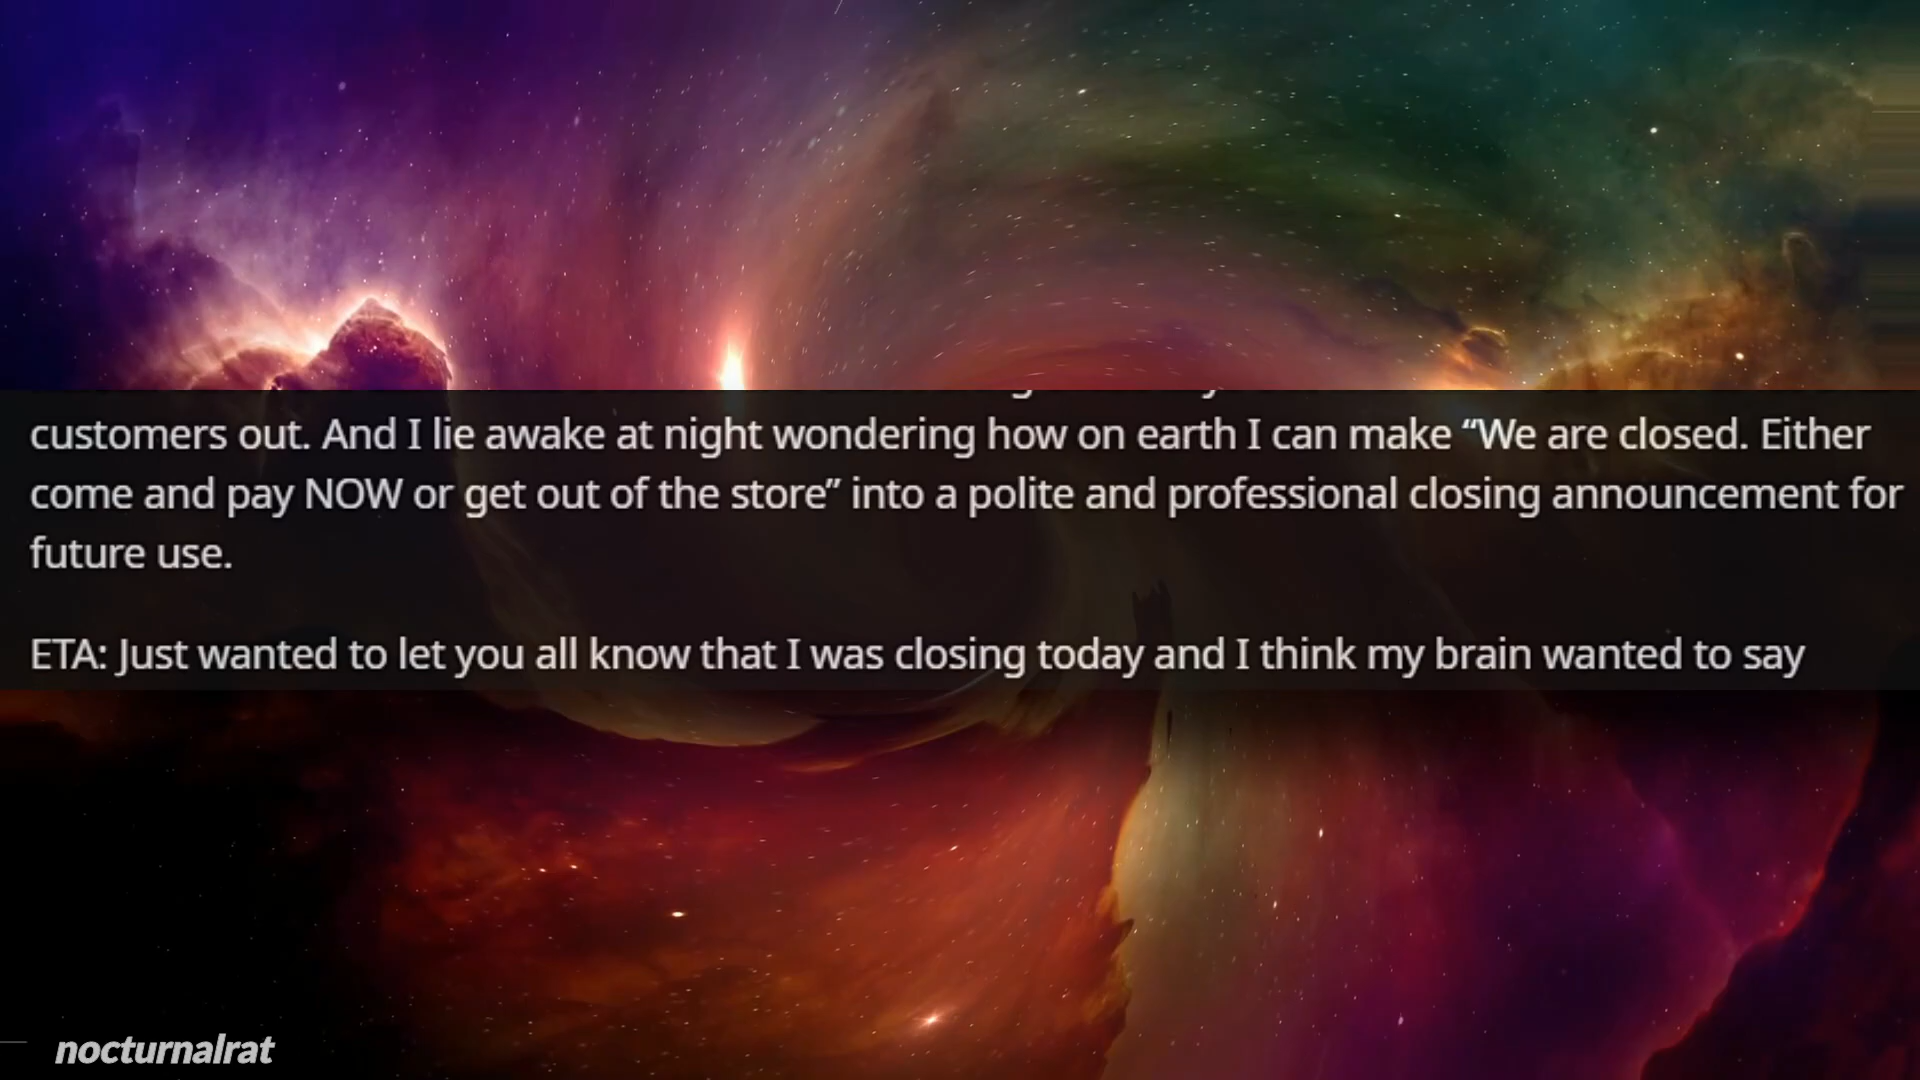 customers out. And I lie awake at night wondering how on earth I can make “We are closed. Either
come and pay NOW or get out of the store” into a polite and professional closing announcement for
future use.
ETA: Just wanted to let you all know that I was closing today and I think my brain wanted to say
nocturnalrat